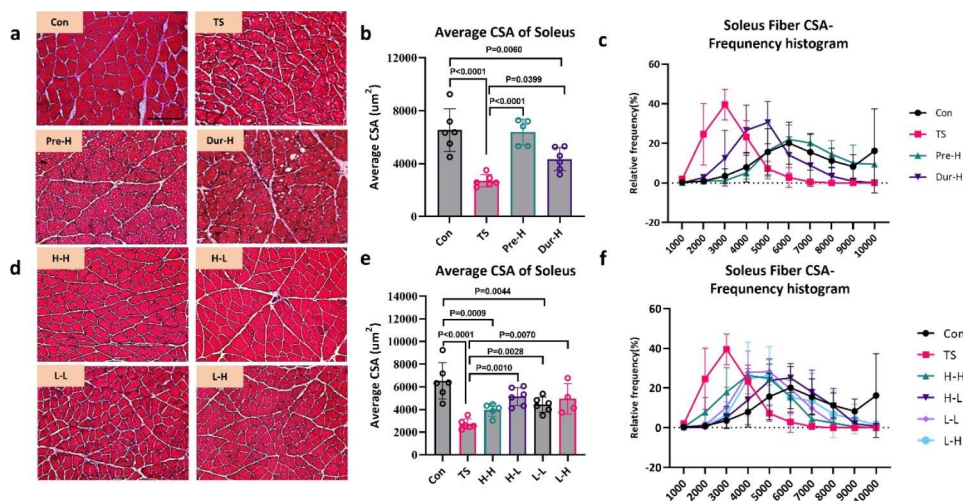 a
Con
TS
Pre-H
Dur-H
b
Average CSA of Soleus
P=0.0060
P<0.0001
P=0.0399
P<0.0001
Average CSA (um²)
12000
8000
4000
0
Con
TS
Pre-H
Dur-H
c
Soleus Fiber CSA-
Frequnency histogram
Relative frequency(%)
60
40
20
0
-20
1000
2000
3000
4000
5000
6000
7000
8000
9000
10000
Con
TS
Pre-H
Dur-H
d
H-H
H-L
L-L
L-H
e
Average CSA of Soleus
P=0.0044
P=0.0009
P<0.0001
P=0.0070
P=0.0028
P=0.0010
Average CSA (um²)
14000
12000
10000
8000
6000
4000
2000
0
Con
TS
H-H
H-L
L-L
L-H
f
Soleus Fiber CSA-
Frequnency histogram
Relative frequency(%)
60
40
20
0
-20
1000
2000
3000
4000
5000
6000
7000
8000
9000
10000
Con
TS
H-H
H-L
L-L
L-H